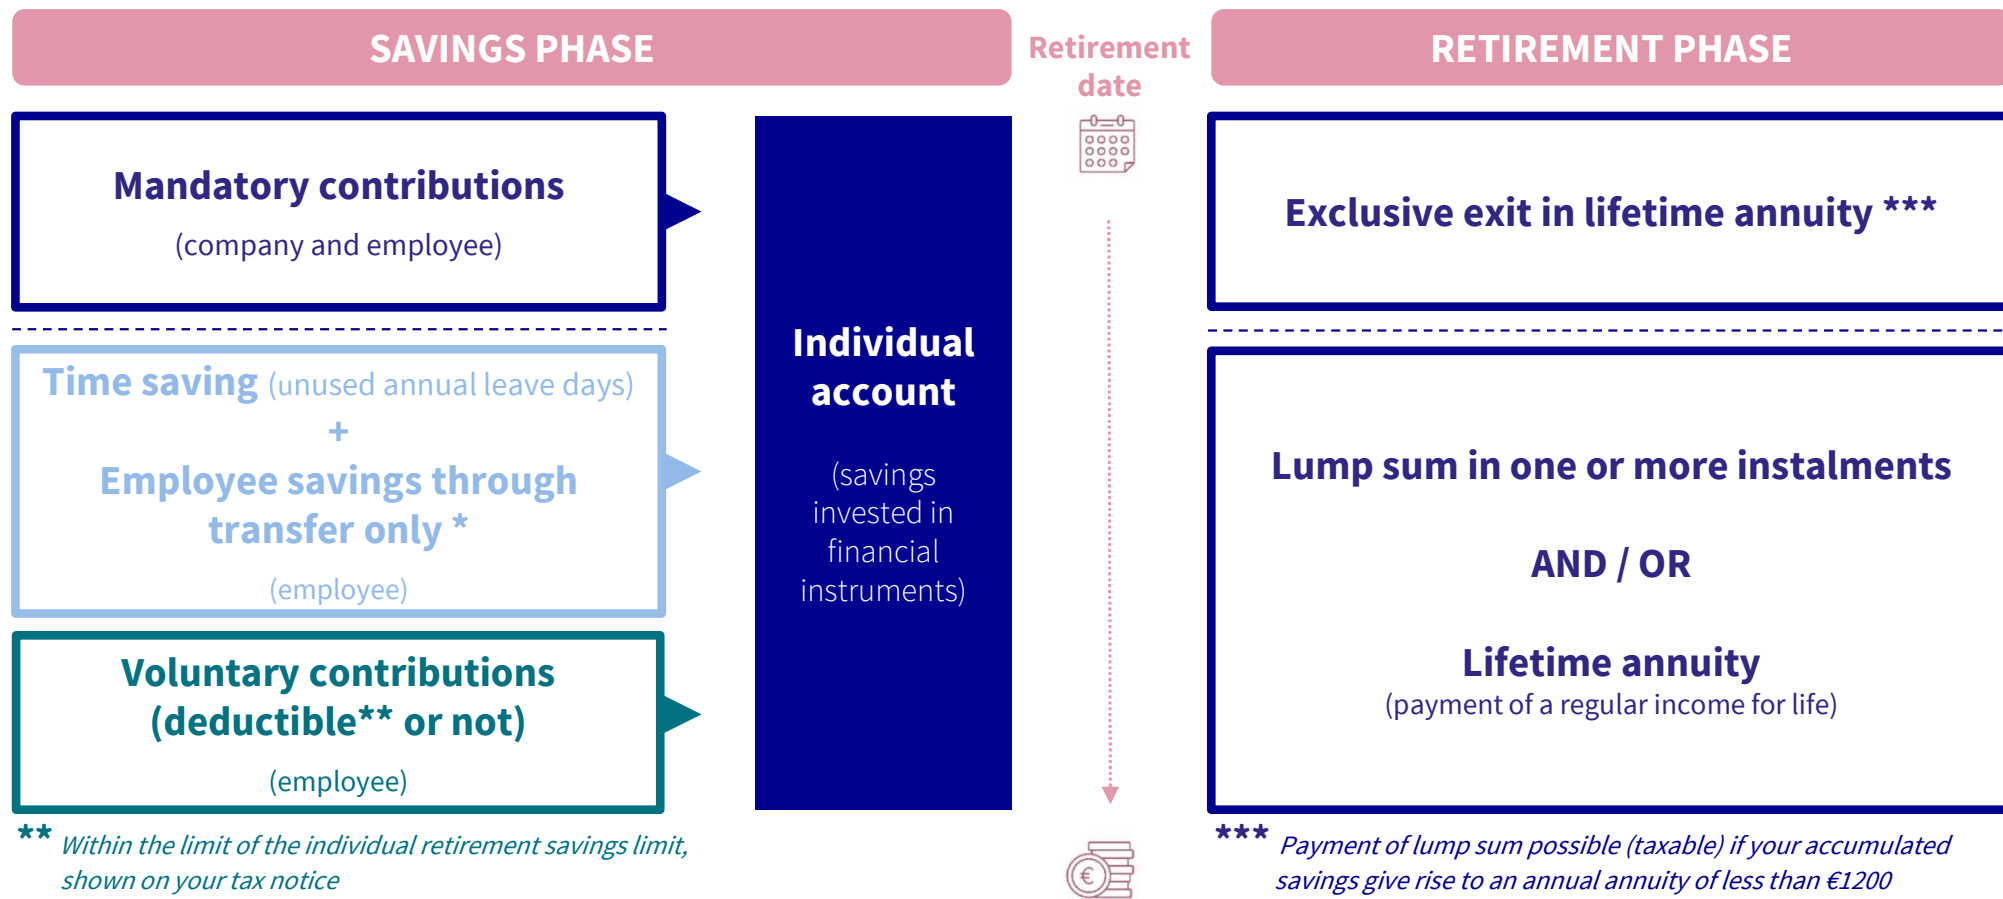 SAVINGS PHASE
Retirement
date
RETIREMENT PHASE
Mandatory contributions
(company and employee)
Time saving (unused annual leave days)
+
Employee savings through
transfer only *
(employee)
Voluntary contributions
(deductible** or not)
(employee)
** Within the limit of the individual retirement savings limit,
shown on your tax notice
Individual
account
(savings
invested in
financial
instruments)
€
Exclusive exit in lifetime annuity ***
Lump sum in one or more instalments
AND / OR
Lifetime annuity
(payment of a regular income for life)
*** Payment of lump sum possible (taxable) if your accumulated
savings give rise to an annual annuity of less than €1200